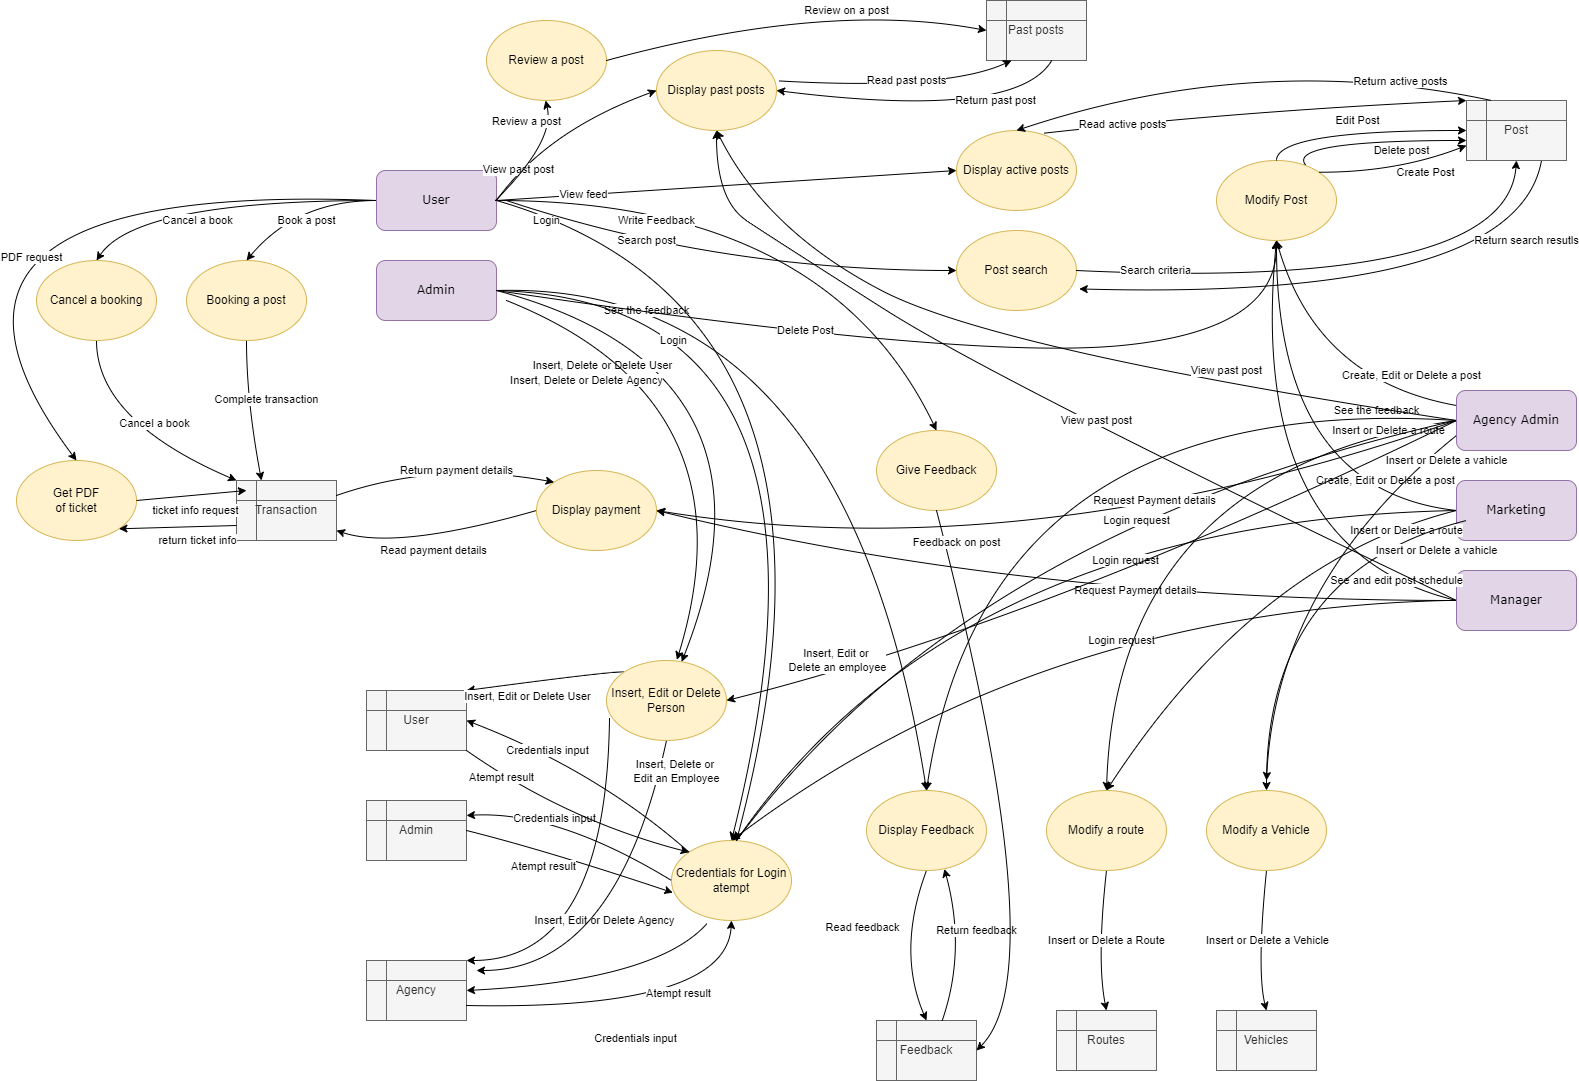 Review on a post
Past posts
Review a post
Display past posts
Read past posts
Return past post
Return active posts
Review a post
Read active posts
Edit Post
Post
Delete post
Create Post
View past post
Display active posts
User
View feed
Modify Post
Cancel a book
Book a post
Login
Write Feedback
Search post
Return search resutls
PDF request
Post search
Search criteria
Admin
Cancel a booking
Booking a post
See the feedback
Delete Post
Login
Insert, Delete or Delete User
Insert, Delete or Delete Agency
View past post
Create, Edit or Delete a post
Complete transaction
Cancel a book
View past post
See the feedback
Agency Admin
Insert or Delete a route
Insert or Delete a vahicle
Return payment details
Give Feedback
Create, Edit or Delete a post
Get PDF
of ticket
ticket info request
Transaction
Display payment
Request Payment details
Marketing
Login request
return ticket info
Read payment details
Feedback on post
Insert or Delete a route
Insert or Delete a vahicle
Login request
See and edit post schedule
Request Payment details
Manager
Login request
Insert, Edit or
Delete an employee
Insert, Edit or Delete User
Insert, Edit or Delete
Person
User
Credentials input
Atempt result
Insert, Delete or
Edit an Employee
Credentials input
Admin
Display Feedback
Modify a route
Modify a Vehicle
Atempt result
Credentials for Login
atempt
Insert, Edit or Delete Agency
Read feedback
Return feedback
Insert or Delete a Route
Insert or Delete a Vehicle
Agency
Atempt result
Credentials input
Feedback
Routes
Vehicles